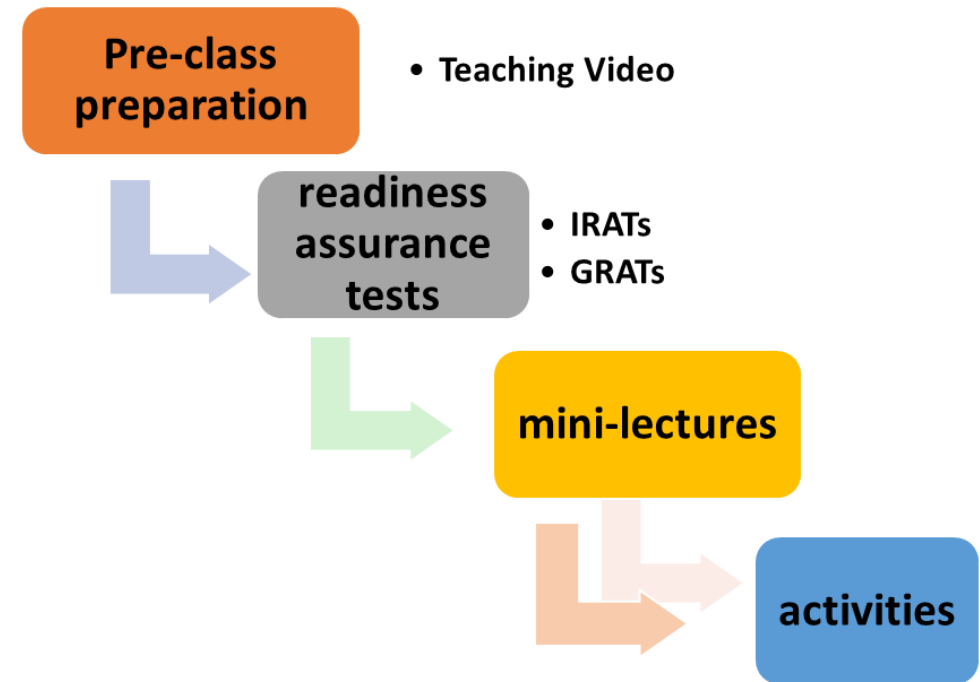 Pre-class
preparation
• Teaching Video
readiness
assurance
tests
• IRATs
• GRATs
mini-lectures
activities